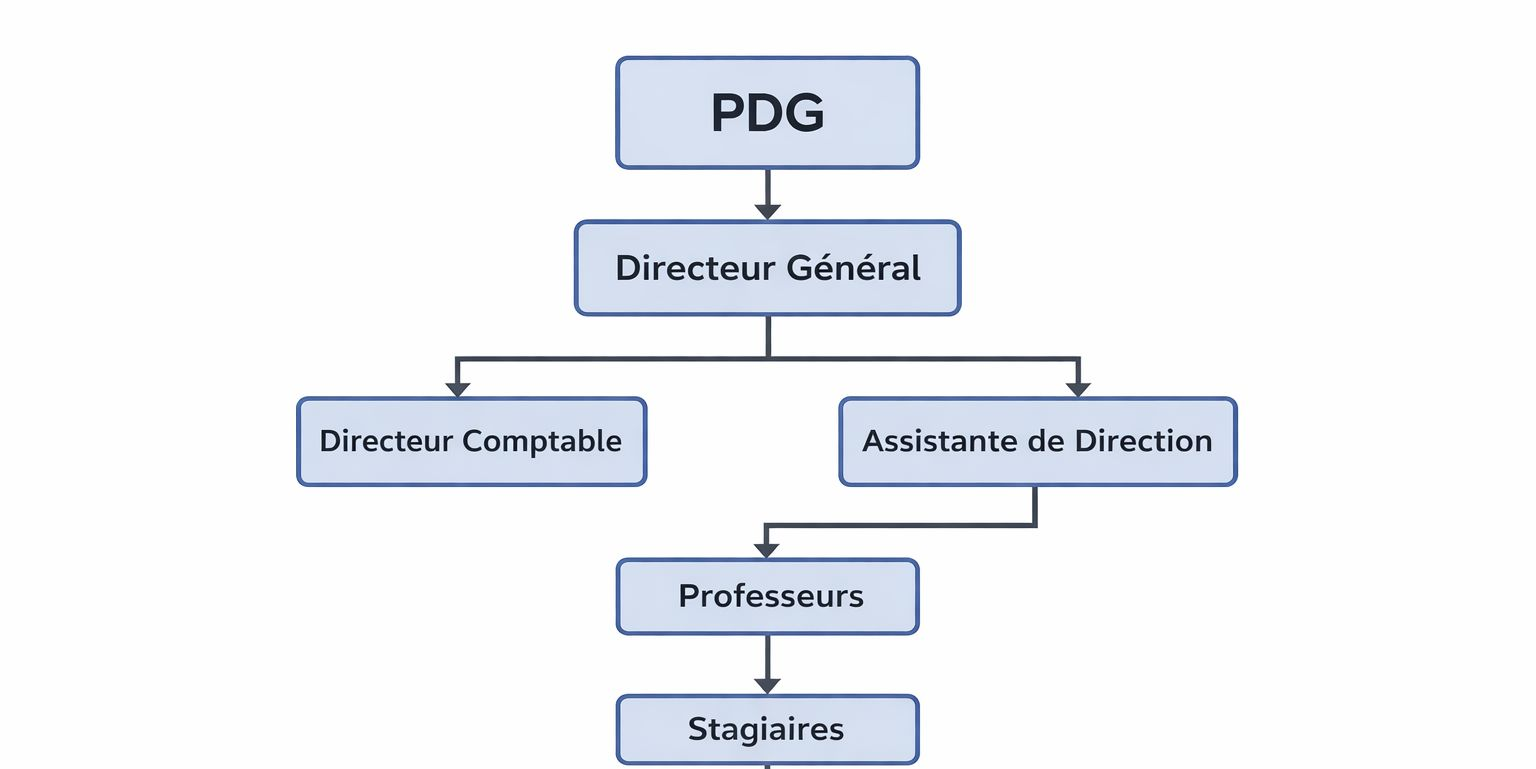 PDG
Directeur Général
Directeur Comptable
Assistante de Direction
Professeurs
Stagiaires